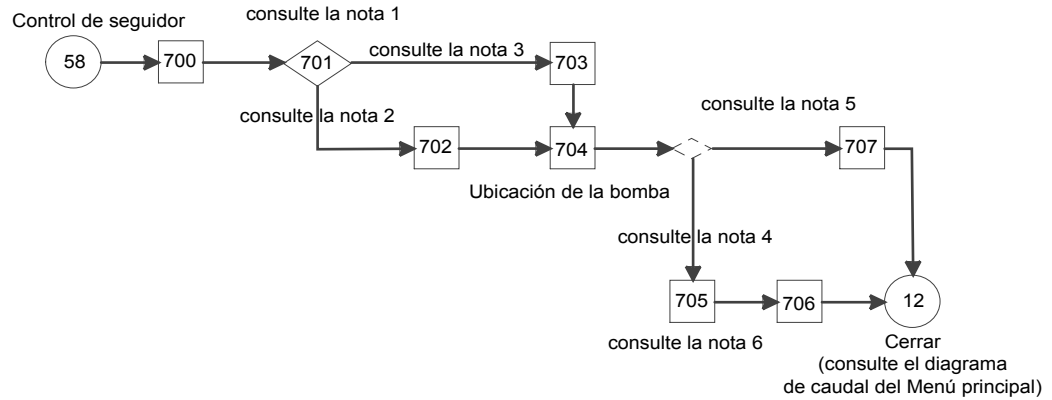 consulte la nota 1
Control de seguidor
consulte la nota 3
58
700
701
703
consulte la nota 2
consulte la nota 5
702
704
707
Ubicación de la bomba
consulte la nota 4
705
706
12
consulte la nota 6
Cerrar
(consulte el diagrama
de caudal del Menú principal)